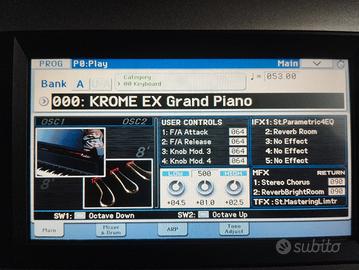 PROG P0:Play Main
Bank A Category ♩= 053.00
00 Keyboard
000: KROME EX Grand Piano
OSC1 OSC2
8' 8'
USER CONTROLS
1: F/A Attack 064
2: F/A Release 064
3: Knob Mod. 3 064
4: Knob Mod. 4 064
LOW 500 HIGH
+04.5 +01.0 +02.5
IFX1: St.Parametric4EQ
2: Reverb Room
3: No Effect
4: No Effect
5: No Effect
MFX RETURN
1: Stereo Chorus 090
2: ReverbBrightRoom 090
TFX: St.MasteringLimtr
SW1: Octave Down SW2: Octave Up
Main Mixer & Drum ARP Tone Adjust
subito